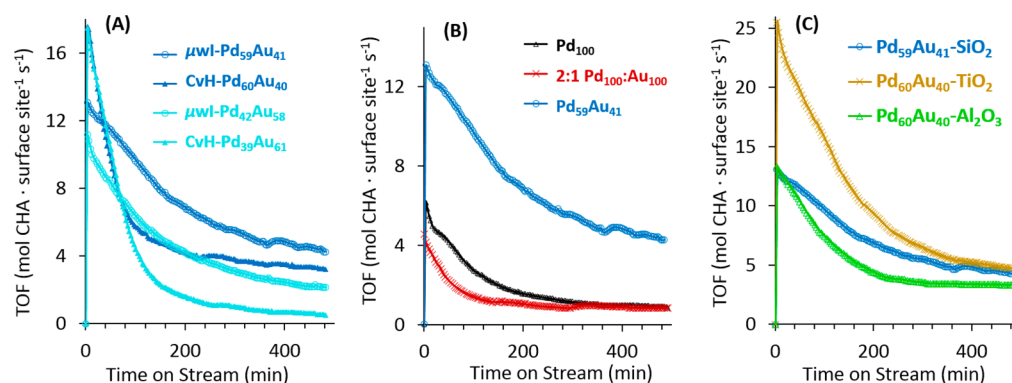 (A)
TOF (mol CHA · surface site⁻¹ s⁻¹)
16
12
8
4
0
μwI-Pd₅₉Au₄₁
CvH-Pd₆₀Au₄₀
μwI-Pd₄₂Au₅₈
CvH-Pd₃₉Au₆₁
0
200
400
Time on Stream (min)
(B)
TOF (mol CHA · surface site⁻¹ s⁻¹)
12
8
4
0
Pd₁₀₀
2:1 Pd₁₀₀:Au₁₀₀
Pd₅₉Au₄₁
0
200
400
Time on Stream (min)
(C)
TOF (mol CHA · surface site⁻¹ s⁻¹)
25
20
15
10
5
0
Pd₅₉Au₄₁-SiO₂
Pd₆₀Au₄₀-TiO₂
Pd₆₀Au₄₀-Al₂O₃
0
200
400
Time on Stream (min)